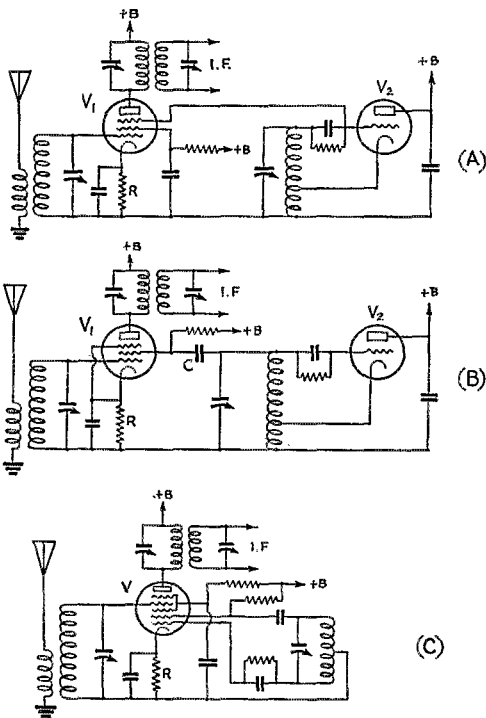 +B
I.F.
V1
V2
+B
+B
R
(A)
+B
I.F
V1
+B
V2
+B
C
R
(B)
+B
I.F
V
+B
R
(C)